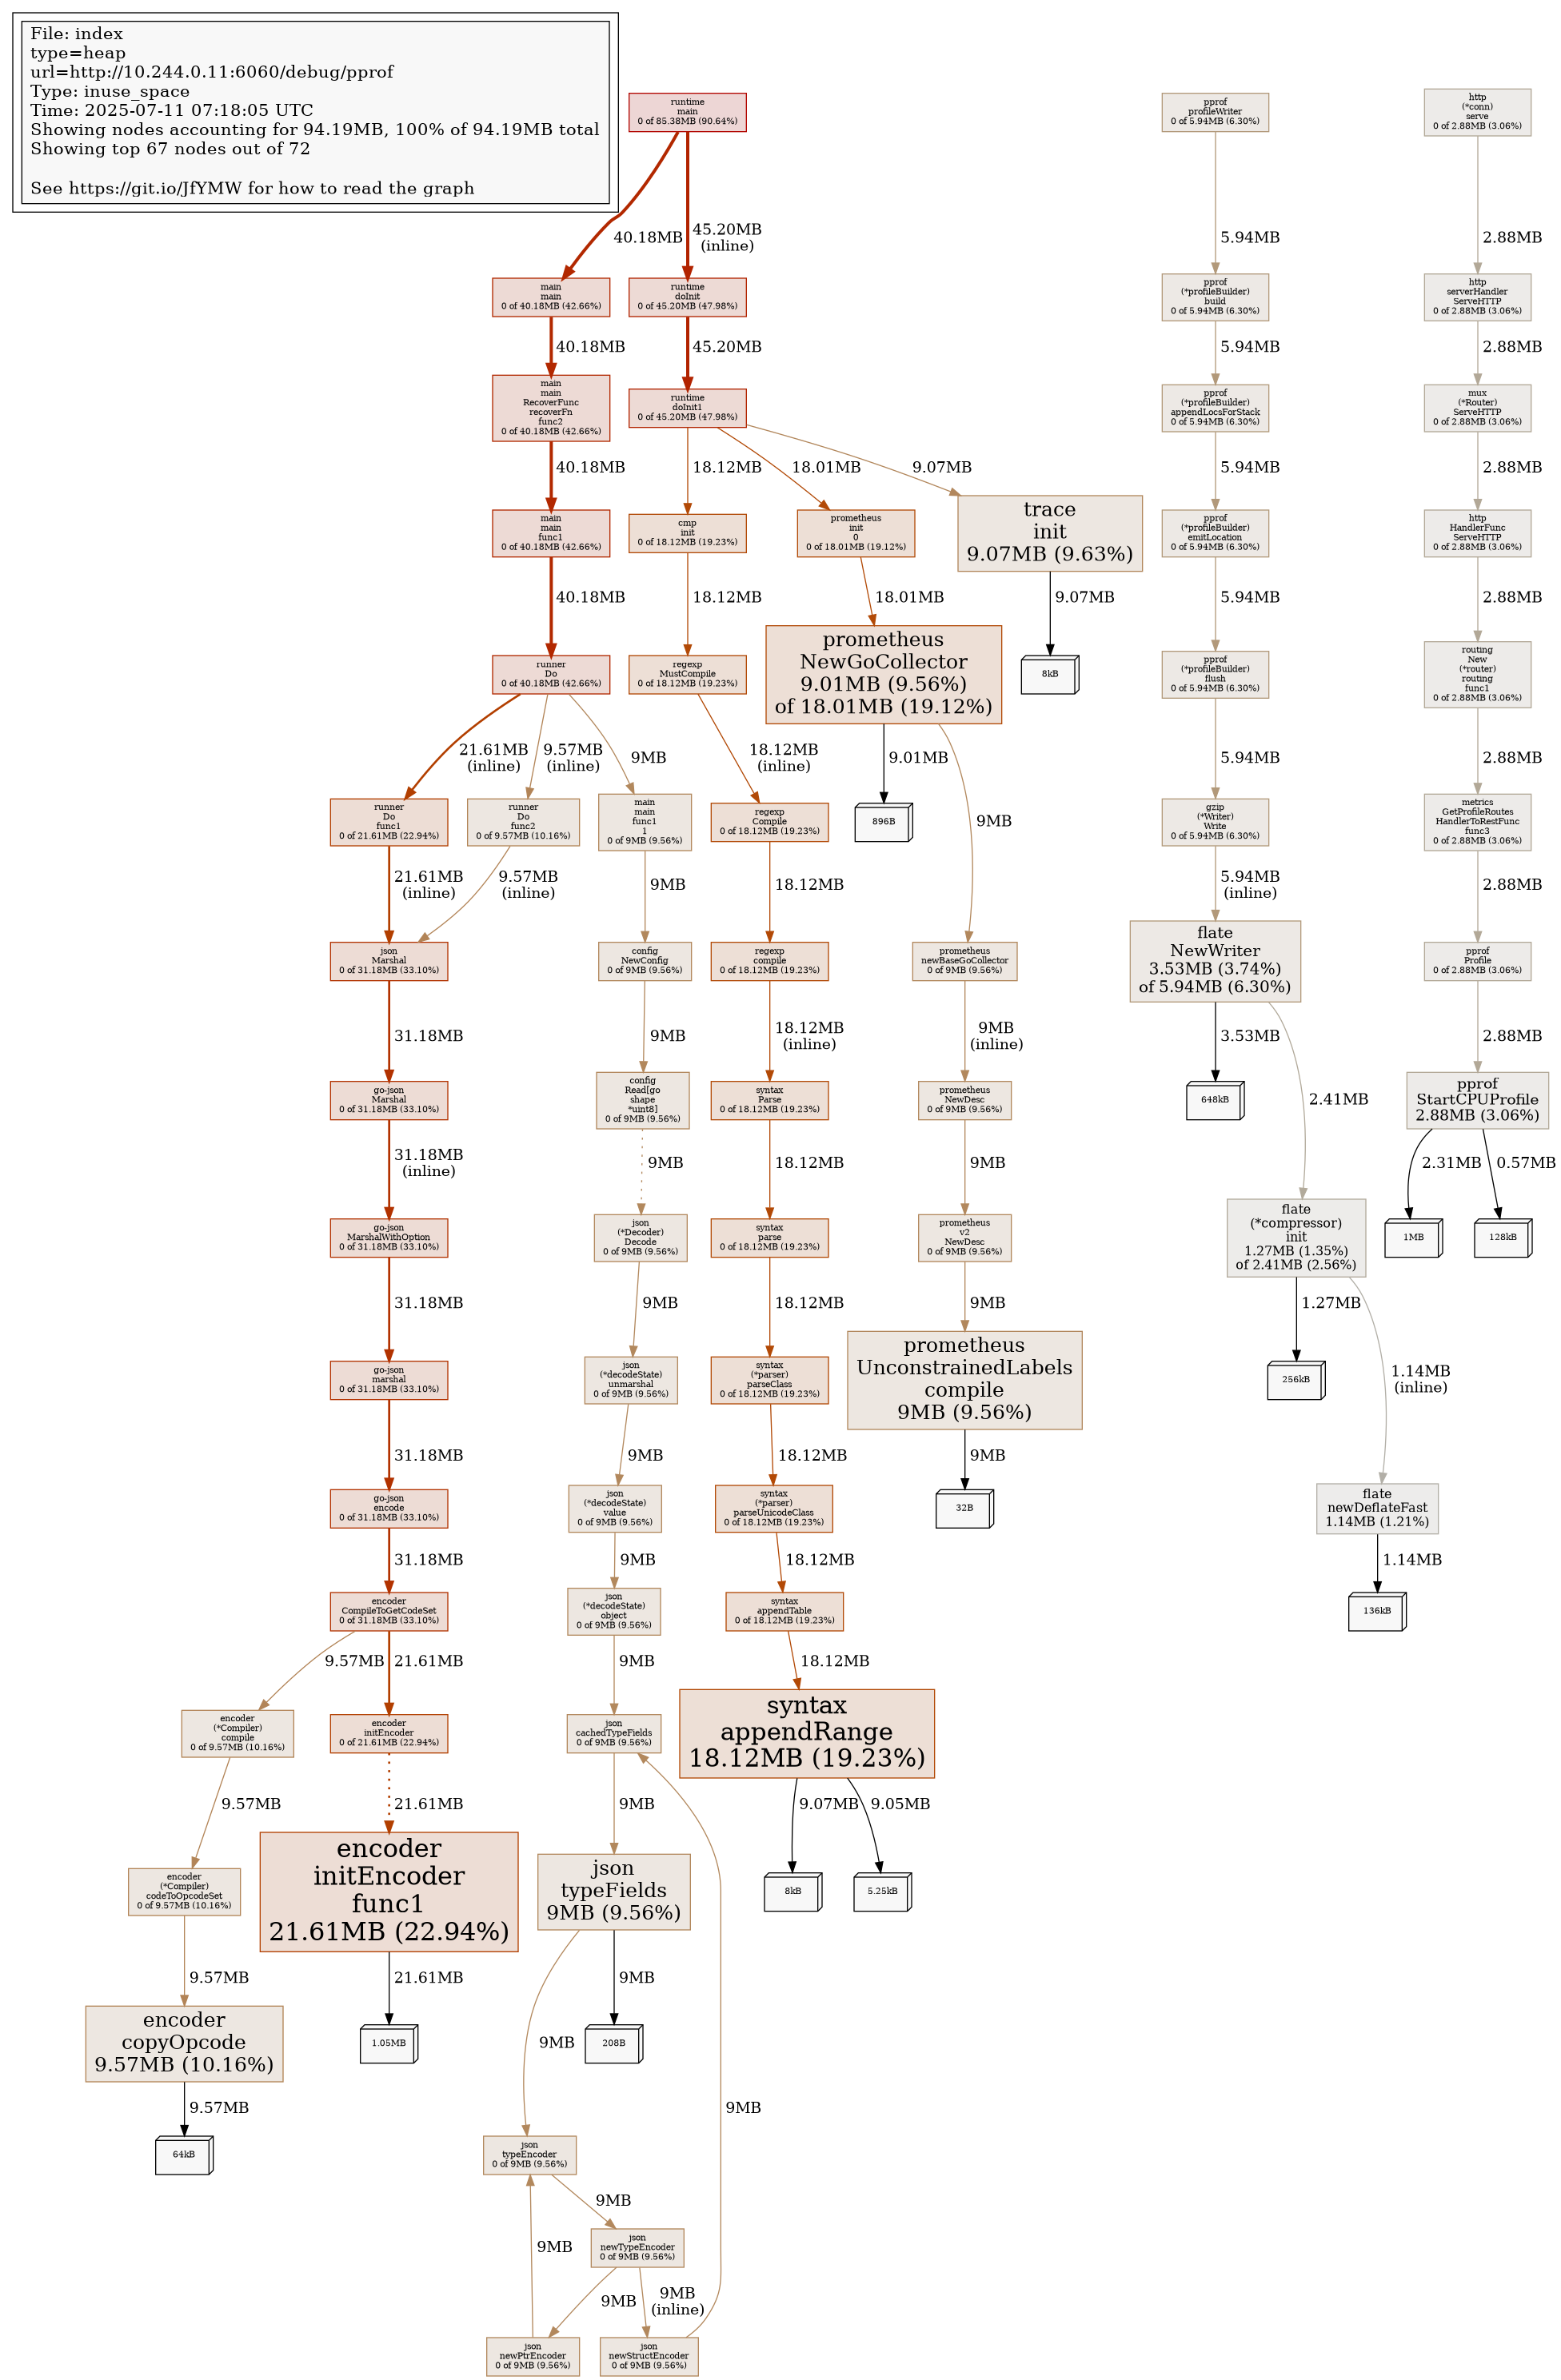 File: index
type=heap
url=http://10.244.0.11:6060/debug/pprof
Type: inuse_space
Time: 2025-07-11 07:18:05 UTC
Showing nodes accounting for 94.19MB, 100% of 94.19MB total
Showing top 67 nodes out of 72
See https://git.io/JfYMW for how to read the graph
runtime
main
0 of 85.38MB (90.64%)
pprof
profileWriter
0 of 5.94MB (6.30%)
http
(*conn)
serve
0 of 2.88MB (3.06%)
40.18MB
45.20MB
(inline)
5.94MB
2.88MB
main
main
0 of 40.18MB (42.66%)
runtime
doInit
0 of 45.20MB (47.98%)
pprof
(*profileBuilder)
build
0 of 5.94MB (6.30%)
http
serverHandler
ServeHTTP
0 of 2.88MB (3.06%)
40.18MB
45.20MB
5.94MB
2.88MB
main
main
RecoverFunc
recoverFn
func2
0 of 40.18MB (42.66%)
runtime
doInit1
0 of 45.20MB (47.98%)
pprof
(*profileBuilder)
appendLocsForStack
0 of 5.94MB (6.30%)
mux
(*Router)
ServeHTTP
0 of 2.88MB (3.06%)
40.18MB
18.12MB
18.01MB
9.07MB
5.94MB
2.88MB
main
main
func1
0 of 40.18MB (42.66%)
cmp
init
0 of 18.12MB (19.23%)
prometheus
init
0
0 of 18.01MB (19.12%)
trace
init
9.07MB (9.63%)
pprof
(*profileBuilder)
emitLocation
0 of 5.94MB (6.30%)
http
HandlerFunc
ServeHTTP
0 of 2.88MB (3.06%)
40.18MB
18.12MB
18.01MB
9.07MB
5.94MB
2.88MB
runner
Do
0 of 40.18MB (42.66%)
regexp
MustCompile
0 of 18.12MB (19.23%)
prometheus
NewGoCollector
9.01MB (9.56%)
of 18.01MB (19.12%)
8kB
pprof
(*profileBuilder)
flush
0 of 5.94MB (6.30%)
routing
New
(*router)
routing
func1
0 of 2.88MB (3.06%)
21.61MB
(inline)
9.57MB
(inline)
9MB
18.12MB
(inline)
9.01MB
9MB
5.94MB
2.88MB
runner
Do
func1
0 of 21.61MB (22.94%)
runner
Do
func2
0 of 9.57MB (10.16%)
main
main
func1
1
0 of 9MB (9.56%)
regexp
Compile
0 of 18.12MB (19.23%)
896B
gzip
(*Writer)
Write
0 of 5.94MB (6.30%)
metrics
GetProfileRoutes
HandlerToRestFunc
func3
0 of 2.88MB (3.06%)
21.61MB
(inline)
9.57MB
(inline)
9MB
18.12MB
5.94MB
(inline)
2.88MB
json
Marshal
0 of 31.18MB (33.10%)
config
NewConfig
0 of 9MB (9.56%)
regexp
compile
0 of 18.12MB (19.23%)
prometheus
newBaseGoCollector
0 of 9MB (9.56%)
flate
NewWriter
3.53MB (3.74%)
of 5.94MB (6.30%)
pprof
Profile
0 of 2.88MB (3.06%)
31.18MB
9MB
18.12MB
(inline)
9MB
(inline)
3.53MB
2.41MB
2.88MB
go-json
Marshal
0 of 31.18MB (33.10%)
config
Read[go
shape
*uint8]
0 of 9MB (9.56%)
syntax
Parse
0 of 18.12MB (19.23%)
prometheus
NewDesc
0 of 9MB (9.56%)
648kB
pprof
StartCPUProfile
2.88MB (3.06%)
31.18MB
(inline)
9MB
18.12MB
9MB
2.31MB
0.57MB
go-json
MarshalWithOption
0 of 31.18MB (33.10%)
json
(*Decoder)
Decode
0 of 9MB (9.56%)
syntax
parse
0 of 18.12MB (19.23%)
prometheus
v2
NewDesc
0 of 9MB (9.56%)
flate
(*compressor)
init
1.27MB (1.35%)
of 2.41MB (2.56%)
1MB
128kB
31.18MB
9MB
18.12MB
9MB
1.27MB
1.14MB
(inline)
go-json
marshal
0 of 31.18MB (33.10%)
json
(*decodeState)
unmarshal
0 of 9MB (9.56%)
syntax
(*parser)
parseClass
0 of 18.12MB (19.23%)
prometheus
UnconstrainedLabels
compile
9MB (9.56%)
256kB
31.18MB
9MB
18.12MB
9MB
go-json
encode
0 of 31.18MB (33.10%)
json
(*decodeState)
value
0 of 9MB (9.56%)
syntax
(*parser)
parseUnicodeClass
0 of 18.12MB (19.23%)
32B
flate
newDeflateFast
1.14MB (1.21%)
31.18MB
9MB
18.12MB
1.14MB
encoder
CompileToGetCodeSet
0 of 31.18MB (33.10%)
json
(*decodeState)
object
0 of 9MB (9.56%)
syntax
appendTable
0 of 18.12MB (19.23%)
136kB
9.57MB
21.61MB
9MB
18.12MB
encoder
(*Compiler)
compile
0 of 9.57MB (10.16%)
encoder
initEncoder
0 of 21.61MB (22.94%)
json
cachedTypeFields
0 of 9MB (9.56%)
syntax
appendRange
18.12MB (19.23%)
9.57MB
21.61MB
9MB
9.07MB
9.05MB
encoder
(*Compiler)
codeToOpcodeSet
0 of 9.57MB (10.16%)
encoder
initEncoder
func1
21.61MB (22.94%)
json
typeFields
9MB (9.56%)
8kB
5.25kB
9.57MB
21.61MB
9MB
9MB
encoder
copyOpcode
9.57MB (10.16%)
1.05MB
208B
9.57MB
9MB
64kB
json
typeEncoder
0 of 9MB (9.56%)
9MB
json
newTypeEncoder
0 of 9MB (9.56%)
9MB
9MB
9MB
(inline)
json
newPtrEncoder
0 of 9MB (9.56%)
json
newStructEncoder
0 of 9MB (9.56%)